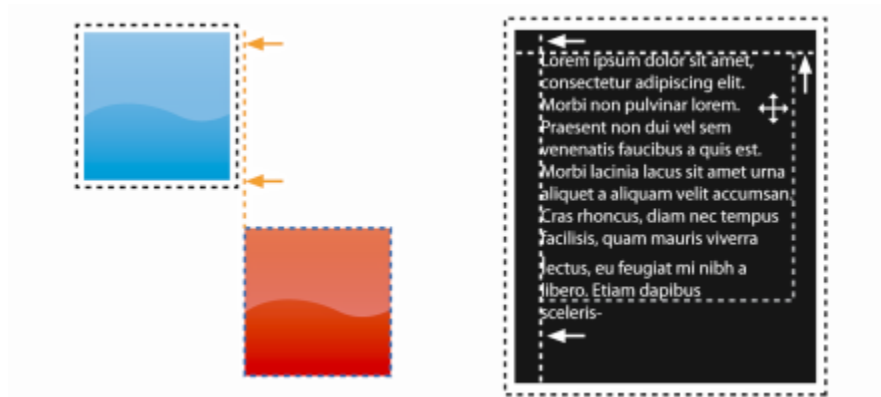 Lorem ipsum dolor sit amet,
consectetur adipiscing elit.
Morbi non pulvinar lorem.
Praesent non dui vel sem
venenatis faucibus a quis est.
Morbi lacinia lacus sit amet urna
aliquet a aliquam velit accumsan.
Cras rhoncus, diam nec tempus
facilisis, quam mauris viverra
lectus, eu feugiat mi nibh a
libero. Etiam dapibus
sceleris-